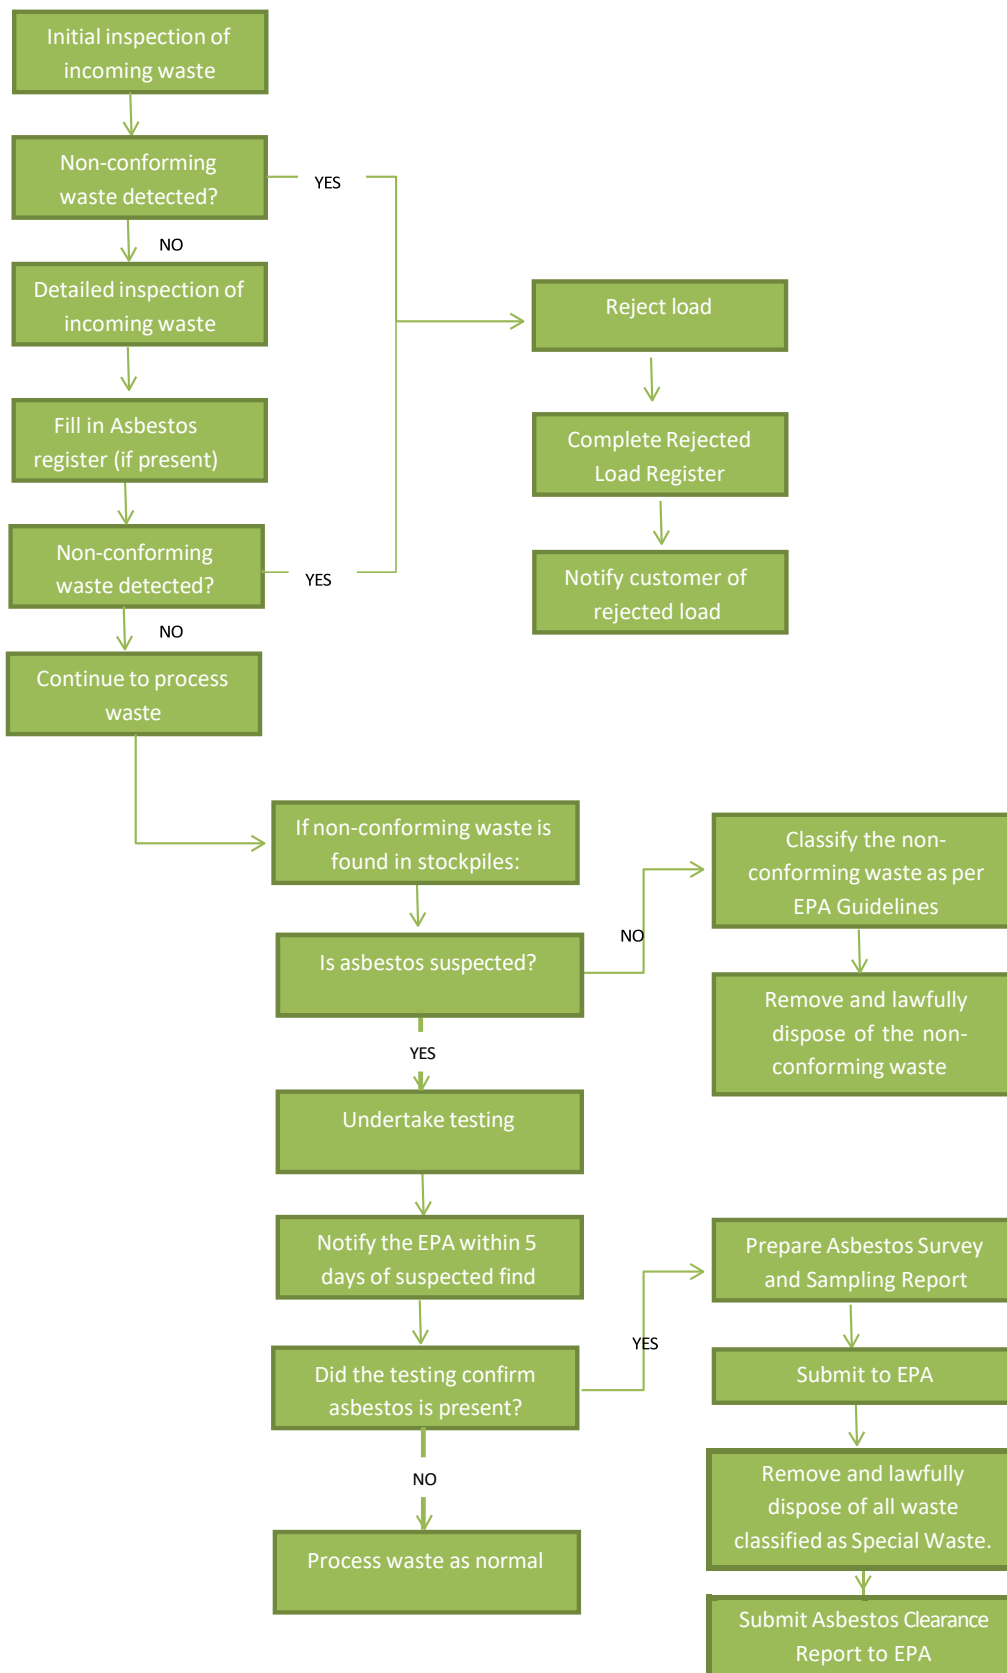 Initial inspection of
incoming waste
Non-conforming
waste detected?
YES
NO
Detailed inspection of
incoming waste
Fill in Asbestos
register (if present)
Non-conforming
waste detected?
YES
NO
Continue to process
waste
Reject load
Complete Rejected
Load Register
Notify customer of
rejected load
If non-conforming waste is
found in stockpiles:
Is asbestos suspected?
NO
Classify the non-
conforming waste as per
EPA Guidelines
Remove and lawfully
dispose of the non-
conforming waste
YES
Undertake testing
Notify the EPA within 5
days of suspected find
Did the testing confirm
asbestos is present?
YES
Prepare Asbestos Survey
and Sampling Report
Submit to EPA
Remove and lawfully
dispose of all waste
classified as Special Waste.
Submit Asbestos Clearance
Report to EPA
NO
Process waste as normal